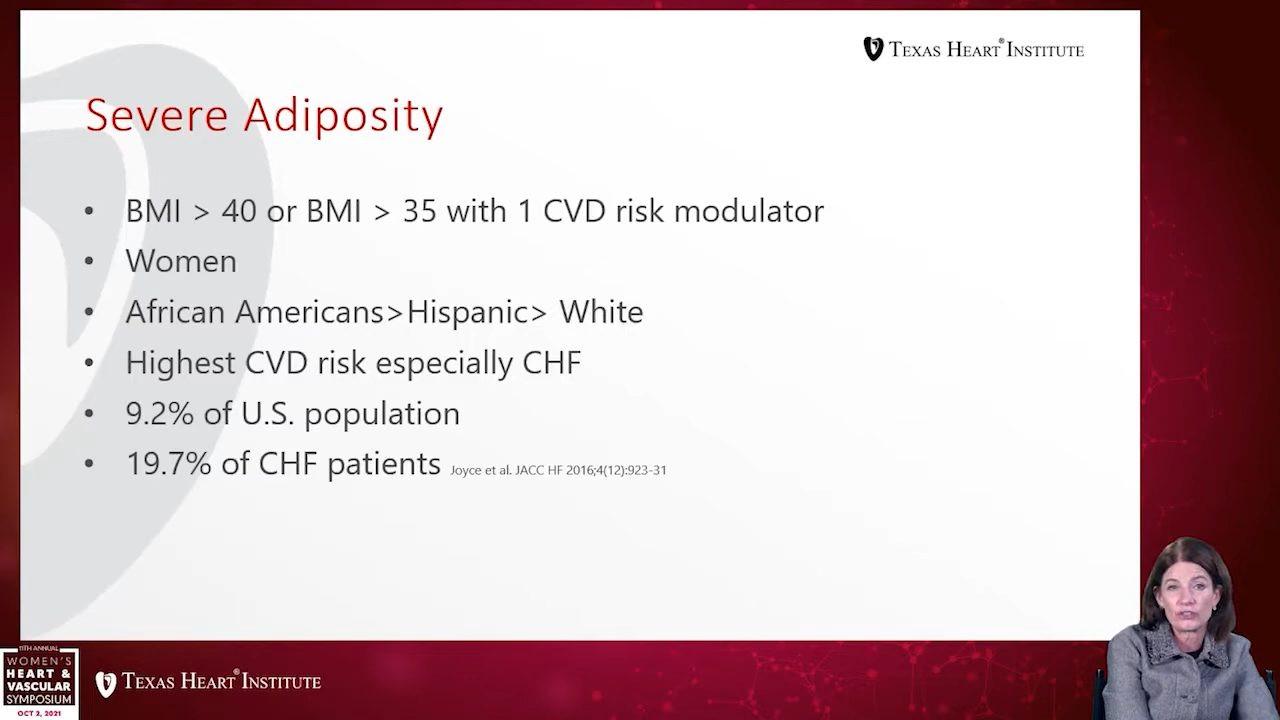 TEXAS HEART® INSTITUTE
Severe Adiposity
• BMI > 40 or BMI > 35 with 1 CVD risk modulator
• Women
• African Americans>Hispanic> White
• Highest CVD risk especially CHF
• 9.2% of U.S. population
• 19.7% of CHF patients Joyce et al. JACC HF 2016;4(12):923-31
11TH ANNUAL
WOMEN'S
HEART &
VASCULAR
SYMPOSIUM
OCT 2, 2021
TEXAS HEART® INSTITUTE